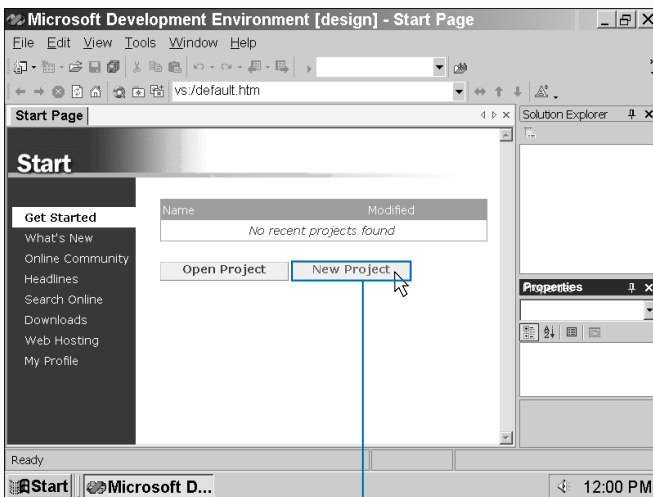 Microsoft Development Environment [design] - Start Page
File Edit View Tools Window Help
vs:/default.htm
Start Page
Solution Explorer
Start
Get Started
What's New
Online Community
Headlines
Search Online
Downloads
Web Hosting
My Profile
Name Modified
No recent projects found
Open Project New Project
Properties
Ready
Start Microsoft D... 12:00 PM